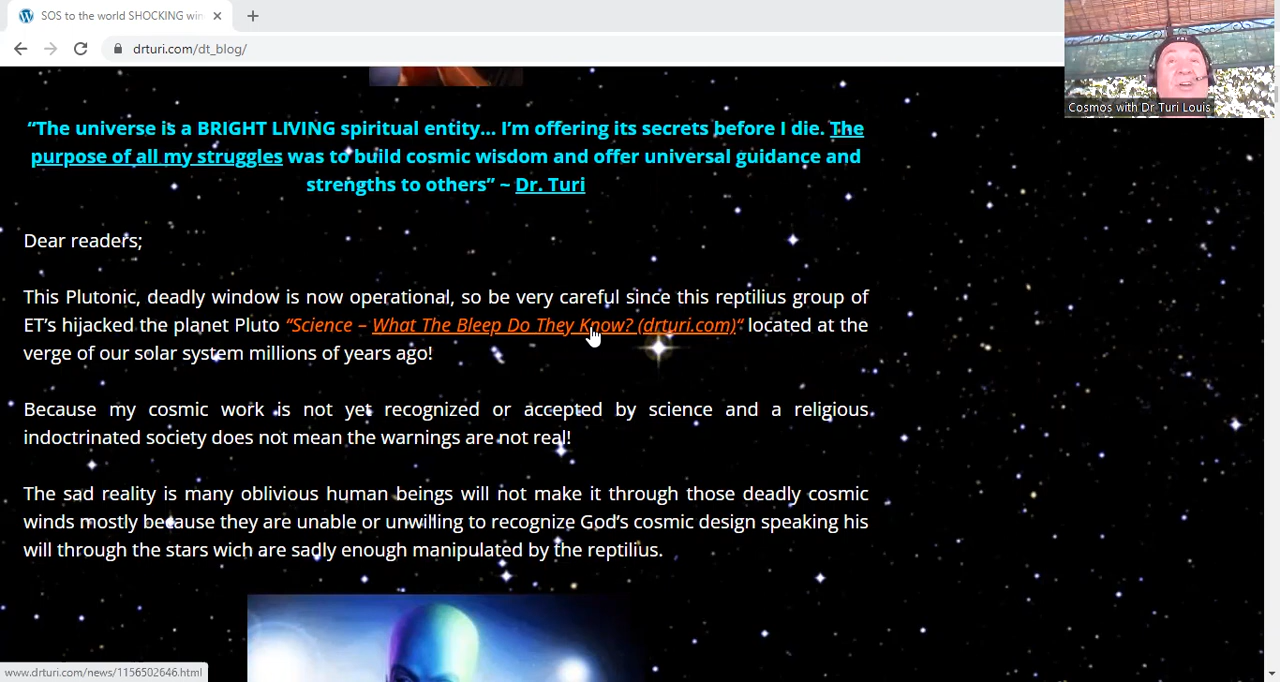 SOS to the world SHOCKING win
drturi.com/dt_blog/
Cosmos with Dr Turi Louis
“The universe is a BRIGHT LIVING spiritual entity… I’m offering its secrets before I die. The
purpose of all my struggles was to build cosmic wisdom and offer universal guidance and
strengths to others” ~ Dr. Turi
Dear readers;
This Plutonic, deadly window is now operational, so be very careful since this reptilius group of
ET’s hijacked the planet Pluto “Science – What The Bleep Do They Know? (drturi.com)“ located at the
verge of our solar system millions of years ago!
Because my cosmic work is not yet recognized or accepted by science and a religious
indoctrinated society does not mean the warnings are not real!
The sad reality is many oblivious human beings will not make it through those deadly cosmic
winds mostly because they are unable or unwilling to recognize God’s cosmic design speaking his
will through the stars wich are sadly enough manipulated by the reptilius.
www.drturi.com/news/1156502646.html